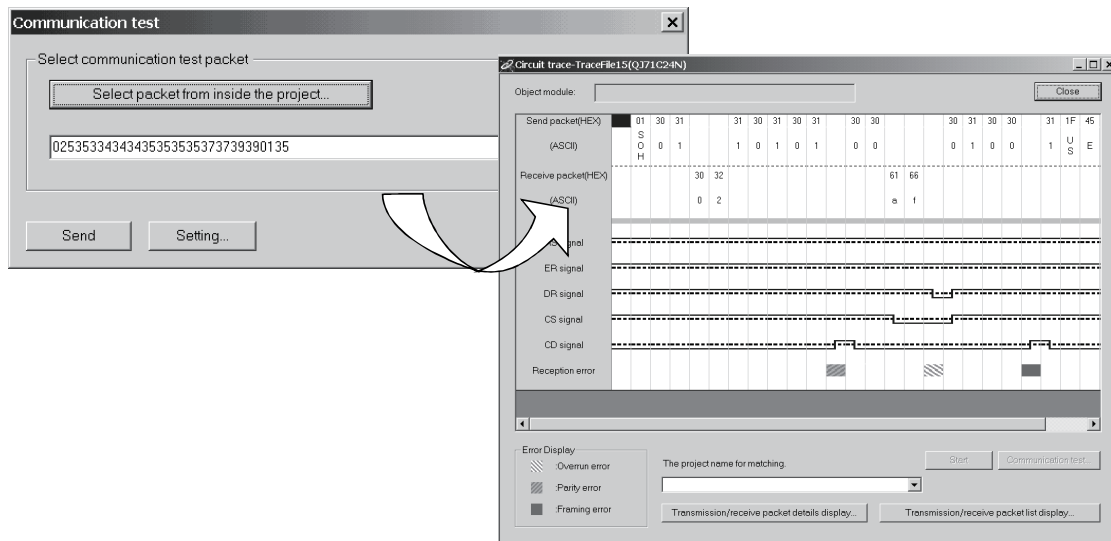 Communication test
Select communication test packet
Select packet from inside the project...
0253533434343535353537373939​0135
Send
Setting...
Circuit trace-TraceFile15(QJ71C24N)
Object module:
Close
Send packet(HEX) 01 30 31 31 30 31 30 31 30 30 30 31 30 30 31 1F 45
(ASCII) SOH 0 1 1 0 1 0 1 0 0 0 1 0 0 1 US E
Receive packet(HEX) 30 32 61 66
(ASCII) 0 2 a f
ER signal
DR signal
CS signal
CD signal
Reception error
Error Display
:Overrun error
:Parity error
:Framing error
The project name for matching.
Start
Communication test...
Transmission/receive packet details display...
Transmission/receive packet list display...